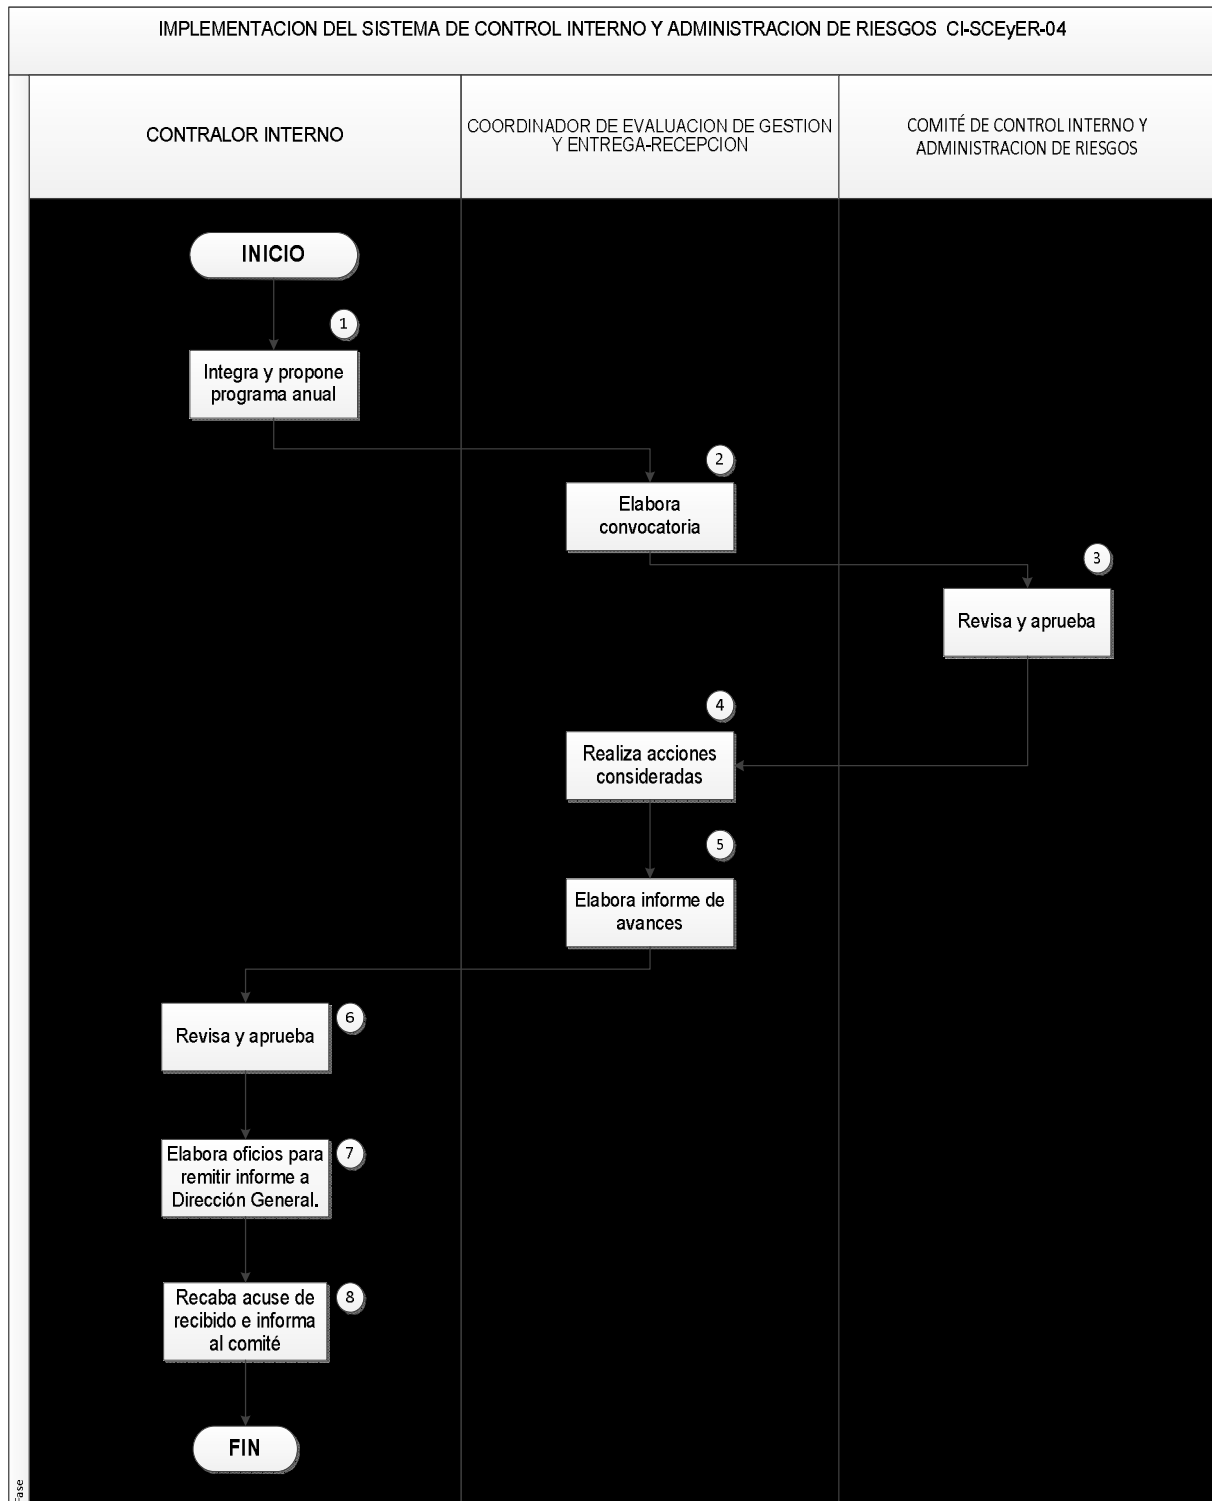 IMPLEMENTACION DEL SISTEMA DE CONTROL INTERNO Y ADMINISTRACION DE RIESGOS  CI-SCEyER-04
CONTRALOR INTERNO
COORDINADOR DE EVALUACION DE GESTION
Y ENTREGA-RECEPCION
COMITÉ DE CONTROL INTERNO Y
ADMINISTRACION DE RIESGOS
INICIO
1
Integra y propone
programa anual
2
Elabora
convocatoria
3
Revisa y aprueba
4
Realiza acciones
consideradas
5
Elabora informe de
avances
6
Revisa y aprueba
7
Elabora oficios para
remitir informe a
Dirección General.
8
Recaba acuse de
recibido e informa
al comité
FIN
Fase